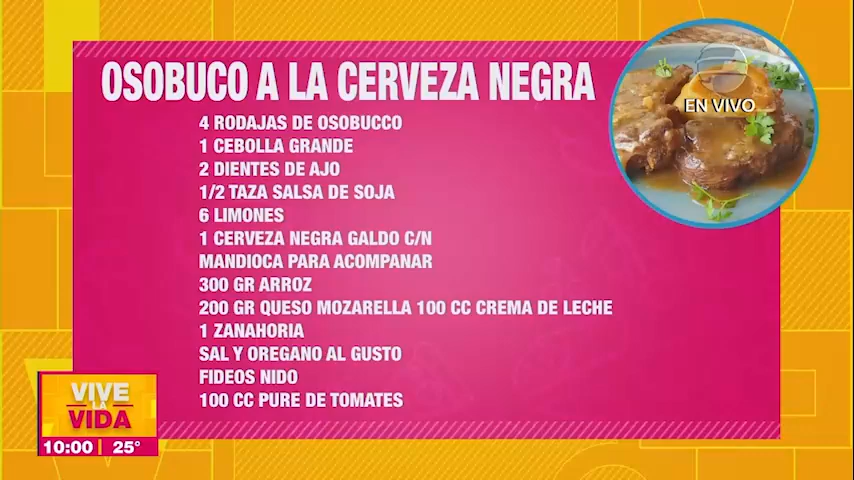 OSOBUCO A LA CERVEZA NEGRA
EN VIVO
4 RODAJAS DE OSOBUCCO
1 CEBOLLA GRANDE
2 DIENTES DE AJO
1/2 TAZA SALSA DE SOJA
6 LIMONES
1 CERVEZA NEGRA GALDO C/N
MANDIOCA PARA ACOMPANAR
300 GR ARROZ
200 GR QUESO MOZARELLA 100 CC CREMA DE LECHE
1 ZANAHORIA
SAL Y OREGANO AL GUSTO
FIDEOS NIDO
100 CC PURE DE TOMATES
VIVE
LA
VIDA
10:00 25°